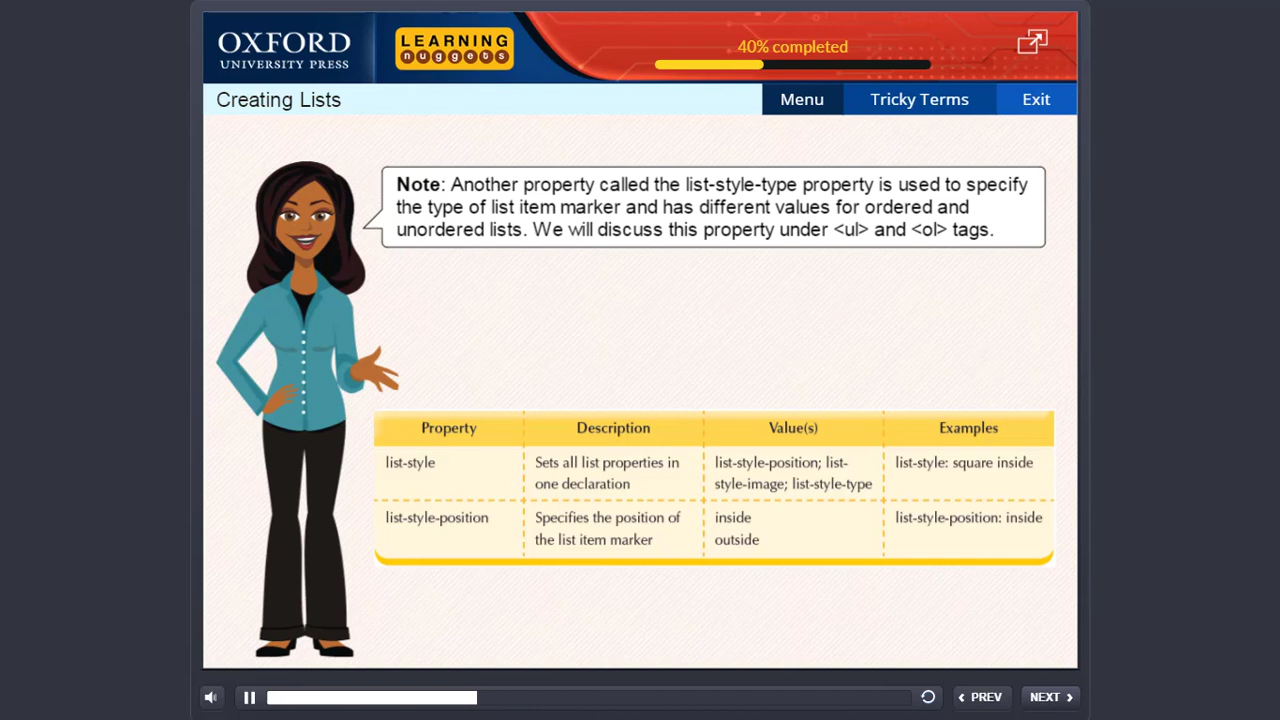 OXFORD
UNIVERSITY PRESS
LEARNING
nuggets
40% completed
Creating Lists
Menu
Tricky Terms
Exit
Note: Another property called the list-style-type property is used to specify
the type of list item marker and has different values for ordered and
unordered lists. We will discuss this property under <ul> and <ol> tags.
Property Description Value(s) Examples
list-style Sets all list properties in list-style-position; list- list-style: square inside
one declaration style-image; list-style-type
list-style-position Specifies the position of inside list-style-position: inside
the list item marker outside
PREV
NEXT